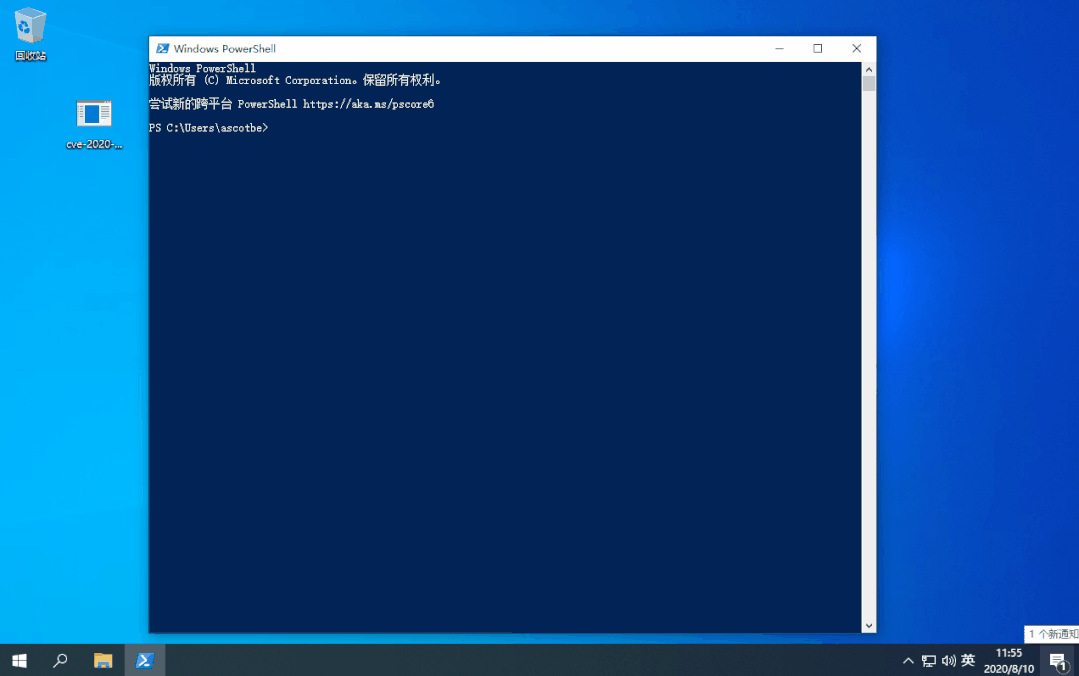 回收站
cve-2020-...
Windows PowerShell
Windows PowerShell
版权所有 (C) Microsoft Corporation。保留所有权利。
尝试新的跨平台 PowerShell https://aka.ms/pscore6
PS C:\Users\ascotbe>
1 个新通知
英
11:55
2020/8/10
1